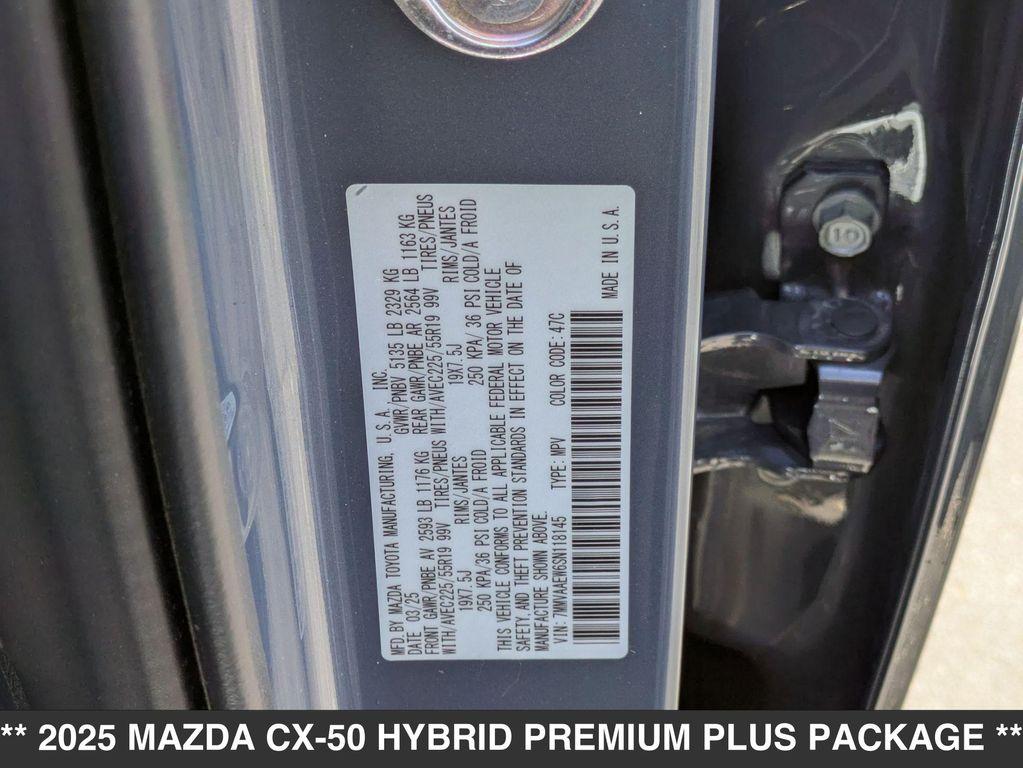 MFD. BY MAZDA TOYOTA MANUFACTURING, U.S.A., INC.
DATE 03/25 GVWR/PNBV 5135 LB 2329 KG
FRONT GAWR/PNBE AV 2593 LB 1176 KG REAR GAWR/PNBE AR 2564 LB 1163 KG
WITH/AVEC225/55R19 99V TIRES/PNEUS WITH/AVEC225/55R19 99V TIRES/PNEUS
19X7.5J RIMS/JANTES 19X7.5J RIMS/JANTES
250 KPA/36 PSI COLD/A FROID 250 KPA/36 PSI COLD/A FROID
THIS VEHICLE CONFORMS TO ALL APPLICABLE FEDERAL MOTOR VEHICLE
SAFETY AND THEFT PREVENTION STANDARDS IN EFFECT ON THE DATE OF
MANUFACTURE SHOWN ABOVE.
VIN: 7MMVAAEW6SN118145 TYPE: MPV COLOR CODE: 47C
MADE IN U.S.A.
10
** 2025 MAZDA CX-50 HYBRID PREMIUM PLUS PACKAGE **